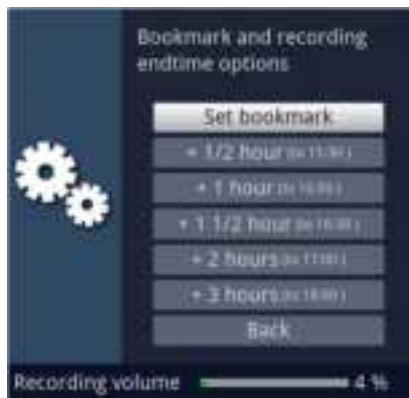 Bookmark and recording
endtime options
Set bookmark
+ 1/2 hour
+ 1 hour
+ 1 1/2 hour
+ 2 hours
+ 3 hours
Back
Recording volume 4 %